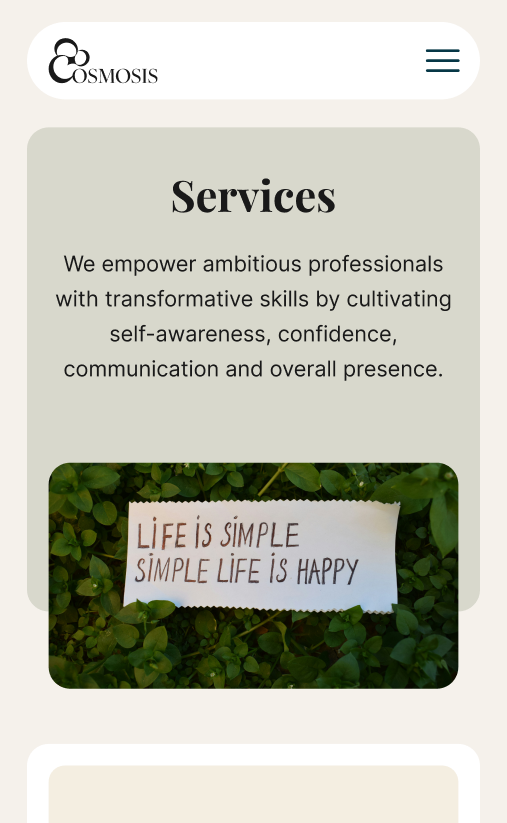 COSMOSIS
Services
We empower ambitious professionals
with transformative skills by cultivating
self-awareness, confidence,
communication and overall presence.
LiFE iS SiMPLE
SiMPLE LiFE iS HAPPY